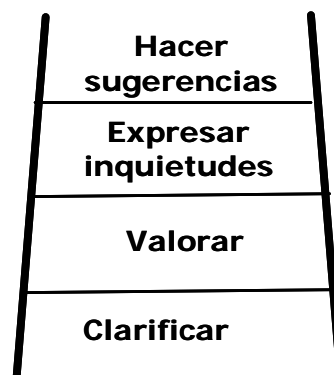 Hacer
sugerencias
Expresar
inquietudes
Valorar
Clarificar